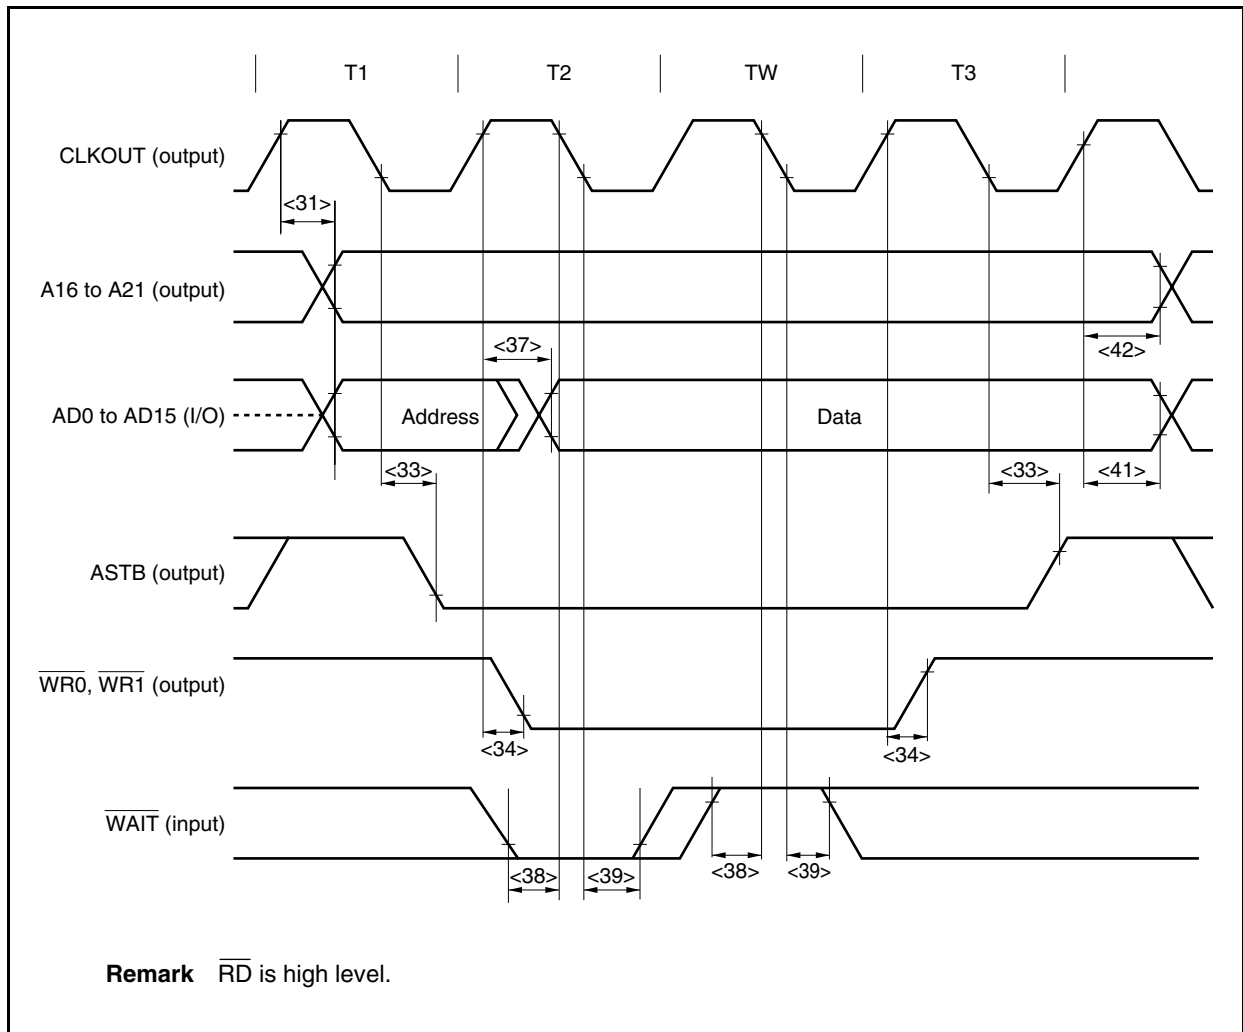 T1 T2 TW T3
CLKOUT (output)
<31>
A16 to A21 (output)
<37> <42>
AD0 to AD15 (I/O) Address Data
<33> <33> <41>
ASTB (output)
WR0, WR1 (output)
<34> <34>
WAIT (input)
<38> <39> <38> <39>
Remark RD is high level.